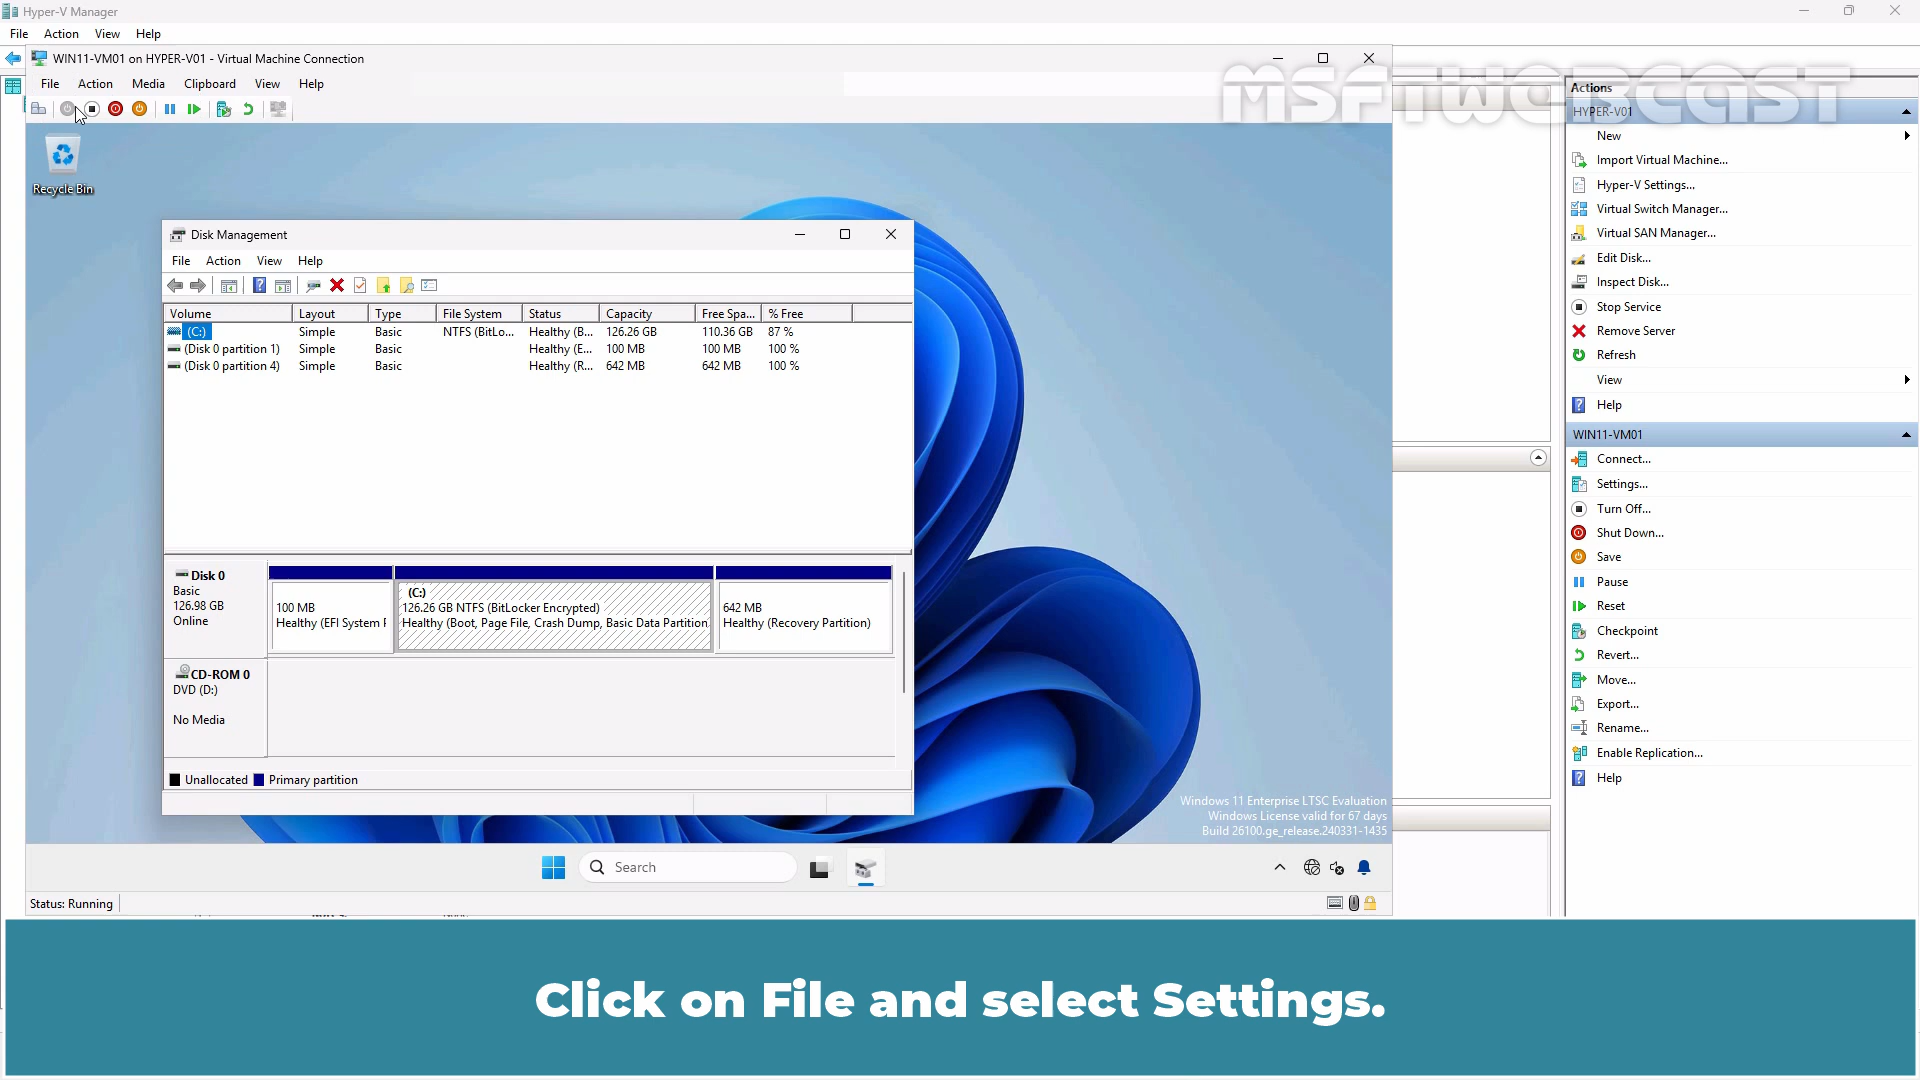 Hyper-V Manager
File Action View Help
WIN11-VM01 on HYPER-V01 - Virtual Machine Connection
File Action Media Clipboard View Help
MSFTWEBCAST
Recycle Bin
Disk Management
File Action View Help
Volume Layout Type File System Status Capacity Free Spa... % Free
(C:) Simple Basic NTFS (BitLo... Healthy (B... 126.26 GB 110.36 GB 87 %
(Disk 0 partition 1) Simple Basic Healthy (E... 100 MB 100 MB 100 %
(Disk 0 partition 4) Simple Basic Healthy (R... 642 MB 642 MB 100 %
Disk 0
Basic
126.98 GB
Online
100 MB
Healthy (EFI System
(C:)
126.26 GB NTFS (BitLocker Encrypted)
Healthy (Boot, Page File, Crash Dump, Basic Data Partition
642 MB
Healthy (Recovery Partition)
CD-ROM 0
DVD (D:)
No Media
Unallocated Primary partition
Windows 11 Enterprise LTSC Evaluation
Windows License valid for 67 days
Build 26100.ge_release.240331-1435
Search
Status: Running
Actions
HYPER-V01
New
Import Virtual Machine...
Hyper-V Settings...
Virtual Switch Manager...
Virtual SAN Manager...
Edit Disk...
Inspect Disk...
Stop Service
Remove Server
Refresh
View
Help
WIN11-VM01
Connect...
Settings...
Turn Off...
Shut Down...
Save
Pause
Reset
Checkpoint
Revert...
Move...
Export...
Rename...
Enable Replication...
Help
Click on File and select Settings.